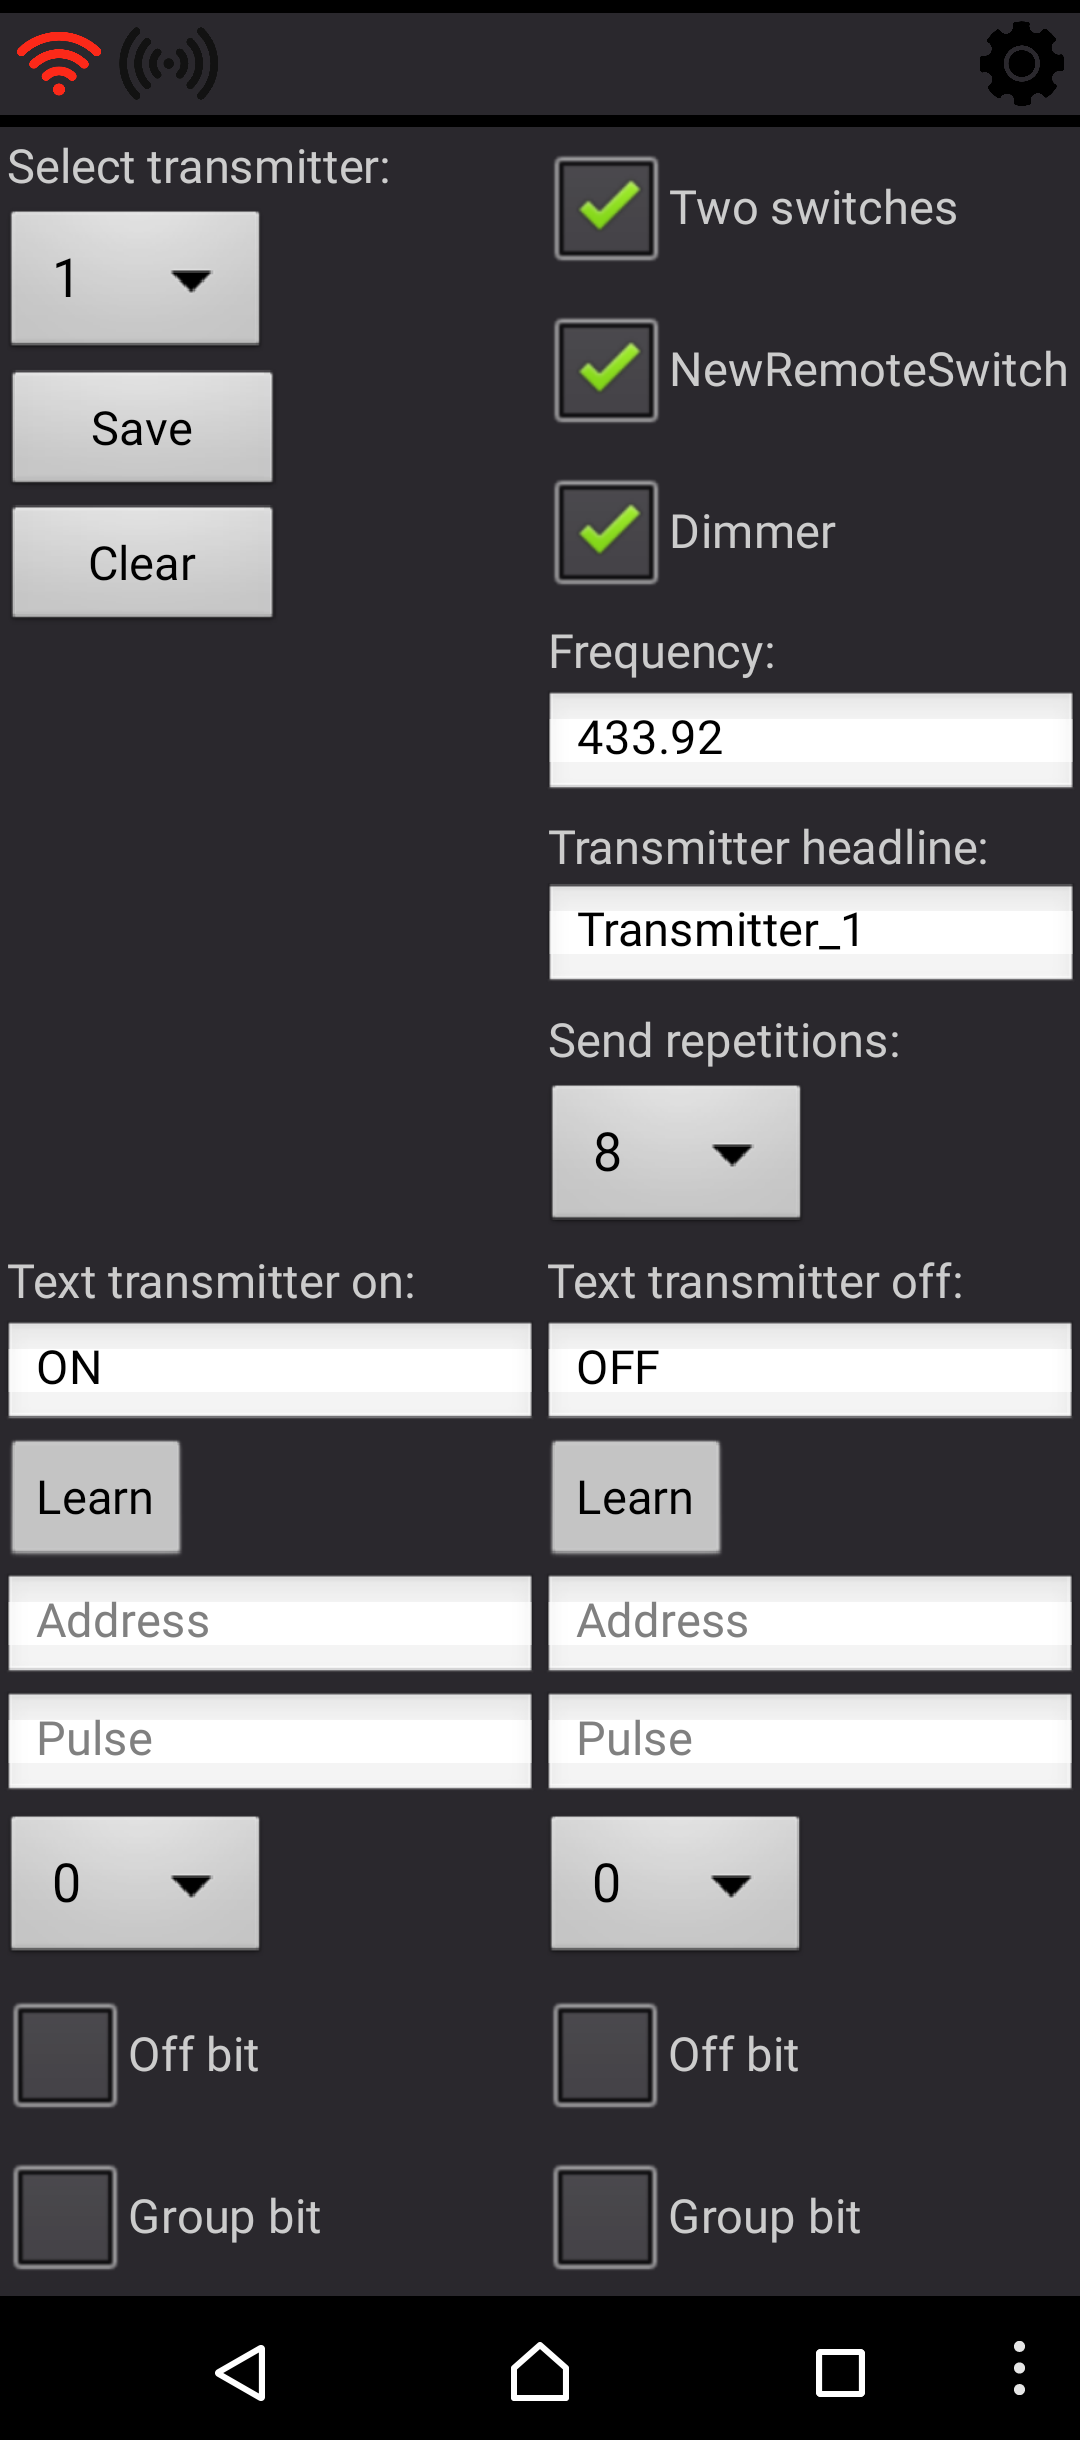 Select transmitter:
1
Save
Clear
Two switches
NewRemoteSwitch
Dimmer
Frequency:
433.92
Transmitter headline:
Transmitter_1
Send repetitions:
8
Text transmitter on:
ON
Learn
Address
Pulse
0
Off bit
Group bit
Text transmitter off:
OFF
Learn
Address
Pulse
0
Off bit
Group bit